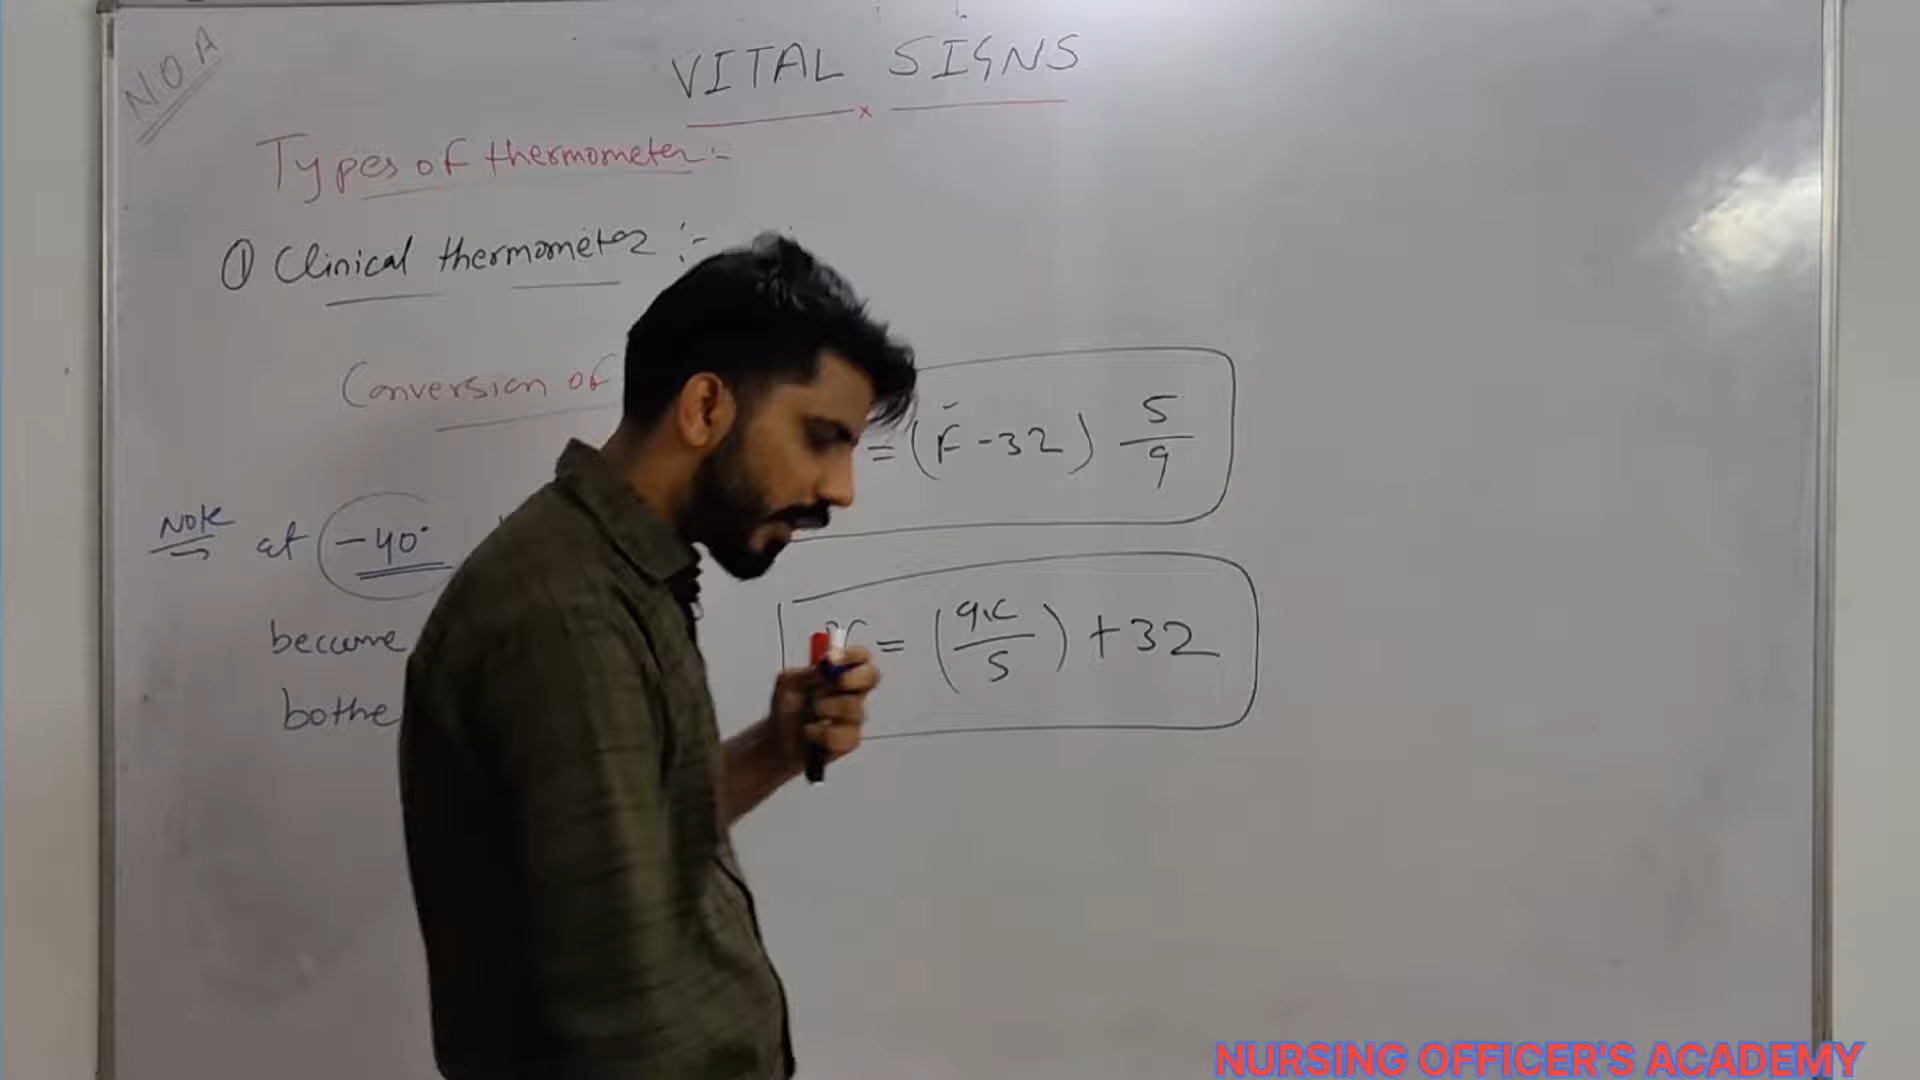 NOA
VITAL SIGNS
x
Types of thermometer :-
① Clinical thermometer :-
Conversion of
= (F - 32) 5/9
Note at -40°
become
= (9.C/5) + 32
bothe
NURSING OFFICER'S ACADEMY